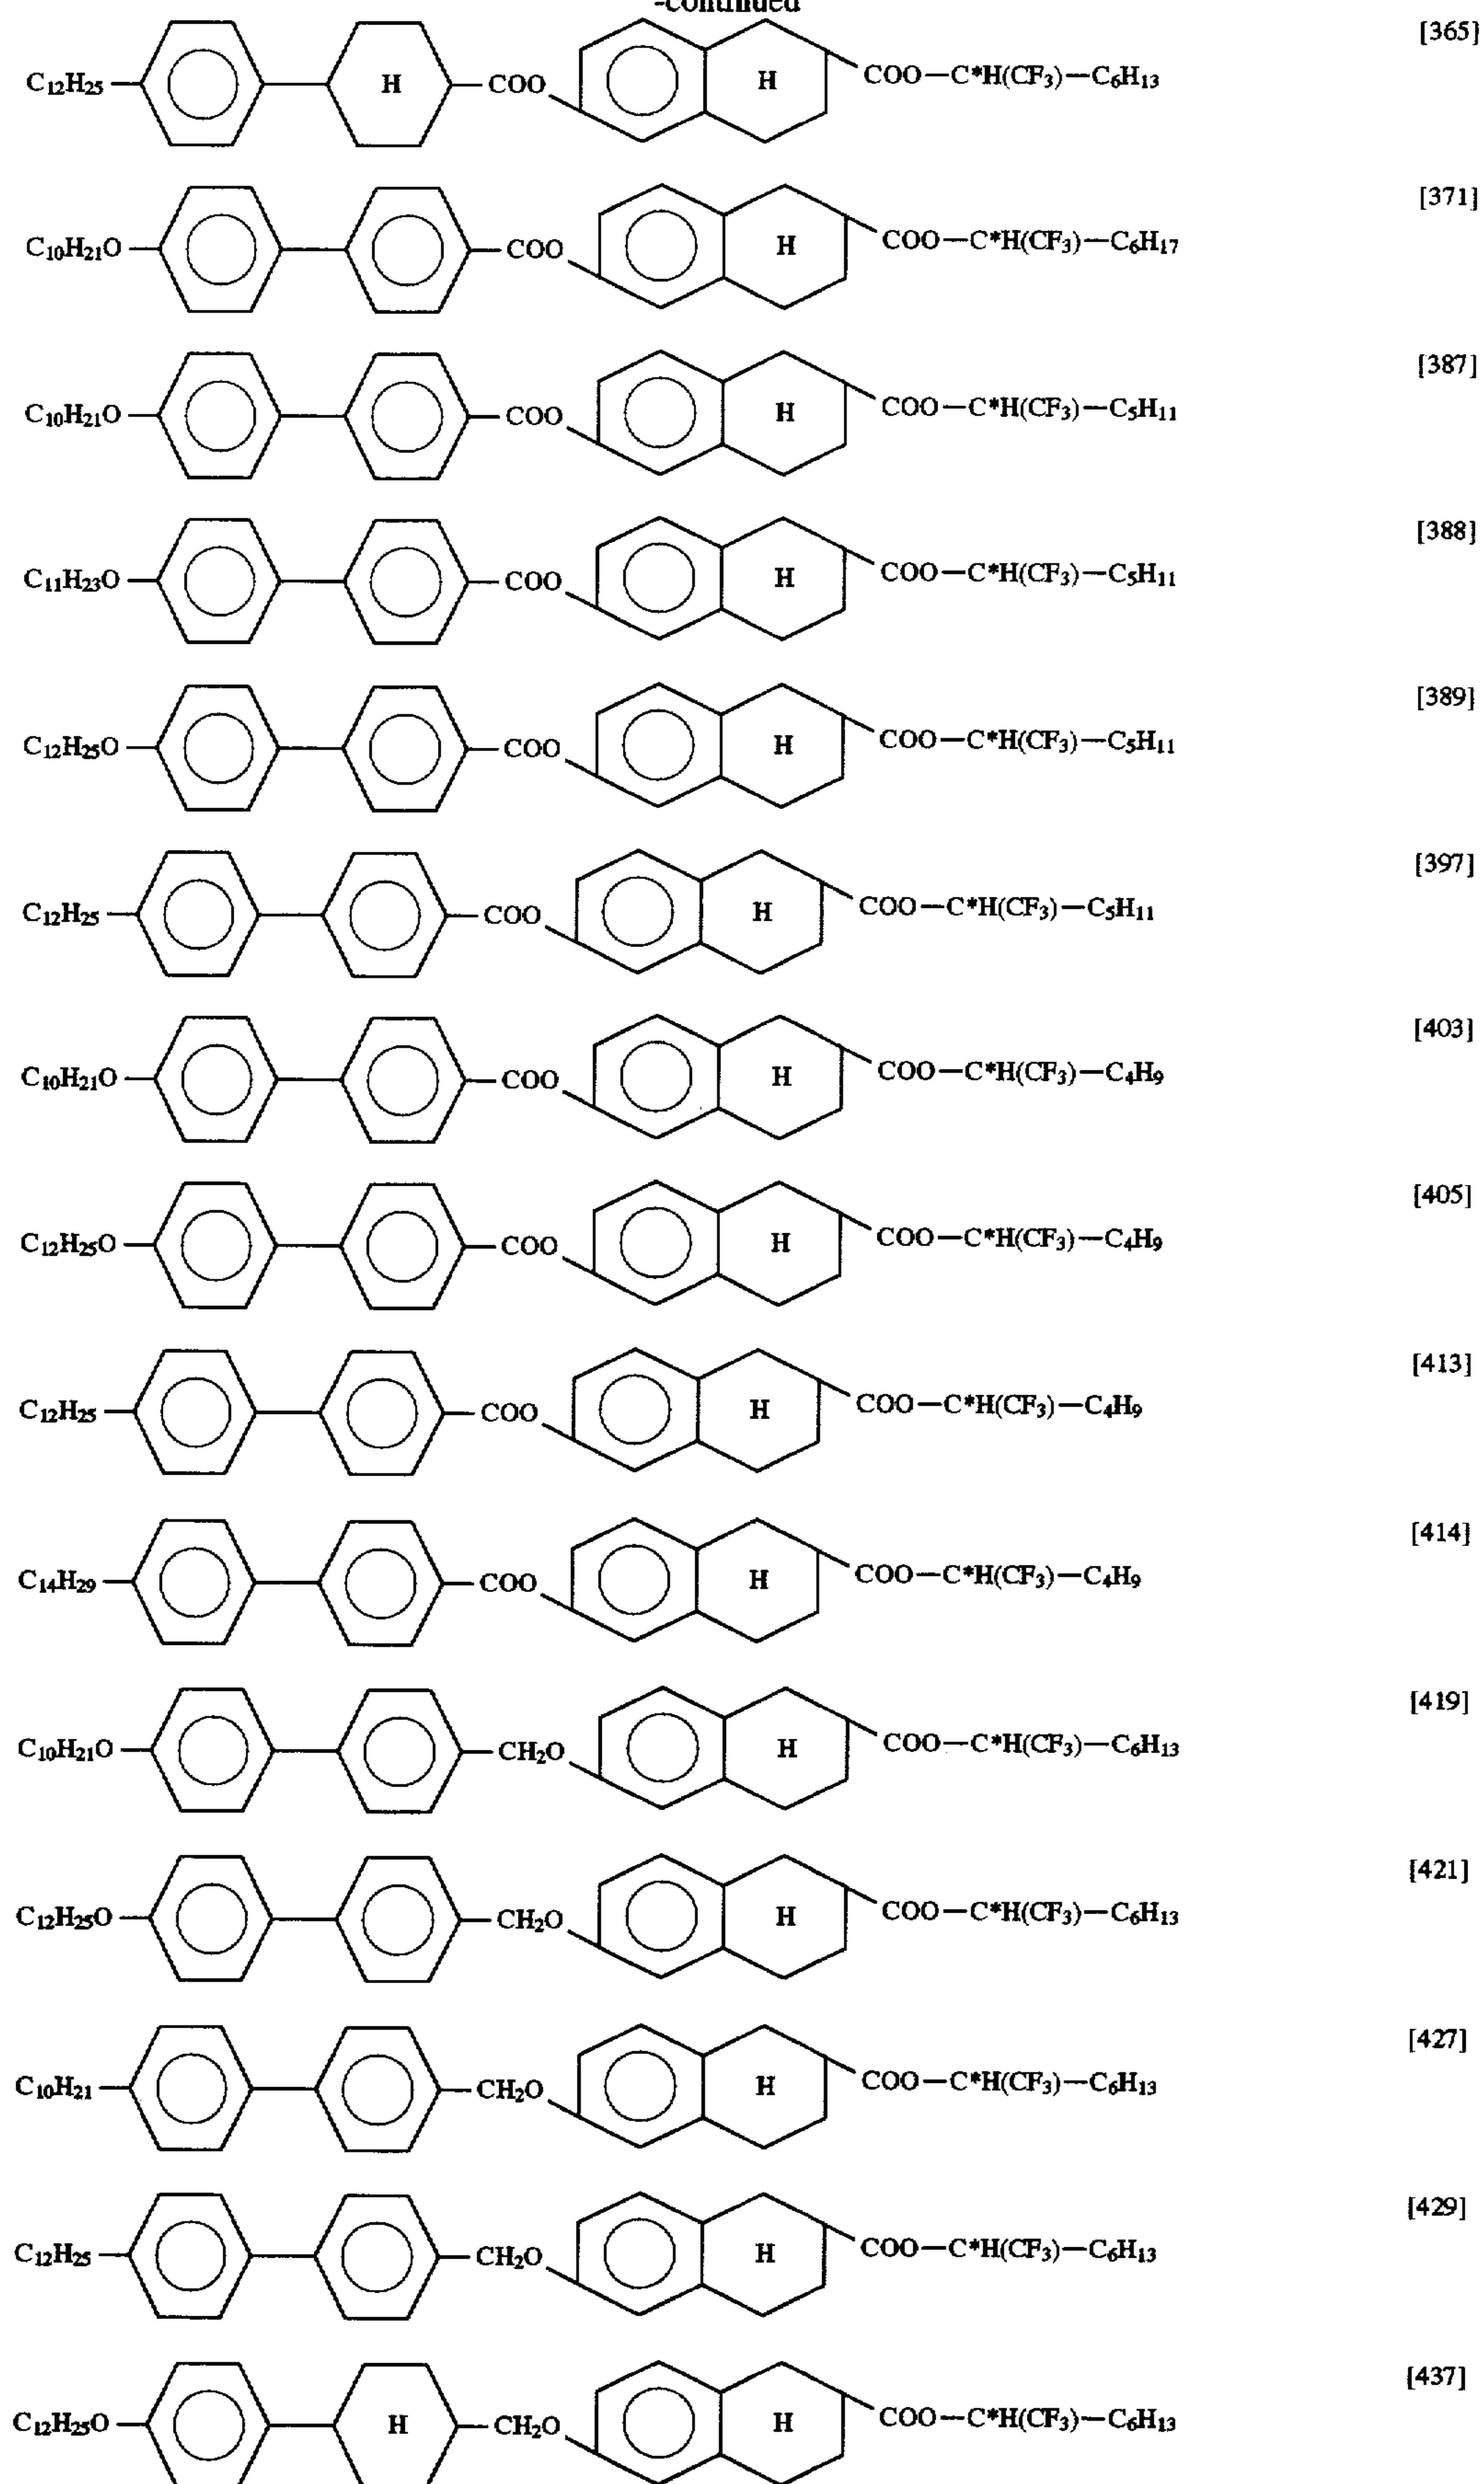 -continued
C12H25 H COO H COO—C*H(CF3)—C6H13 [365]
C10H21O COO H COO—C*H(CF3)—C6H17 [371]
C10H21O COO H COO—C*H(CF3)—C5H11 [387]
C11H23O COO H COO—C*H(CF3)—C5H11 [388]
C12H25O COO H COO—C*H(CF3)—C5H11 [389]
C12H25 COO H COO—C*H(CF3)—C5H11 [397]
C10H21O COO H COO—C*H(CF3)—C4H9 [403]
C12H25O COO H COO—C*H(CF3)—C4H9 [405]
C12H25 COO H COO—C*H(CF3)—C4H9 [413]
C14H29 COO H COO—C*H(CF3)—C4H9 [414]
C10H21O CH2O H COO—C*H(CF3)—C6H13 [419]
C12H25O CH2O H COO—C*H(CF3)—C6H13 [421]
C10H21 CH2O H COO—C*H(CF3)—C6H13 [427]
C12H25 CH2O H COO—C*H(CF3)—C6H13 [429]
C12H25O H CH2O H COO—C*H(CF3)—C6H13 [437]